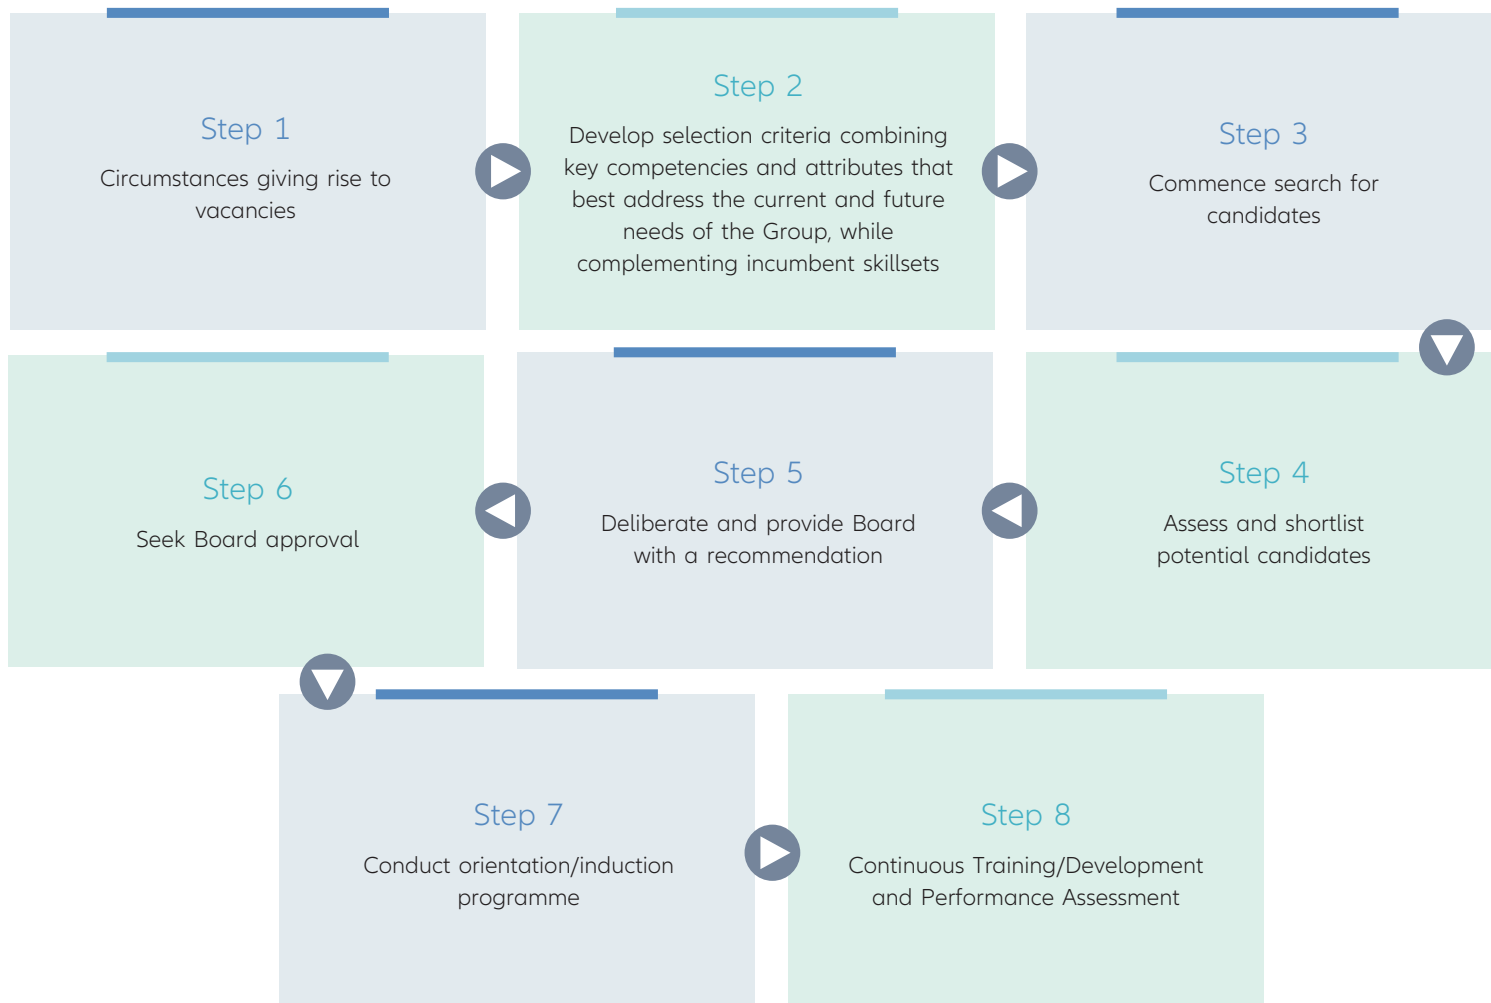 Step 1
Circumstances giving rise to
vacancies
Step 2
Develop selection criteria combining
key competencies and attributes that
best address the current and future
needs of the Group, while
complementing incumbent skillsets
Step 3
Commence search for
candidates
Step 4
Assess and shortlist
potential candidates
Step 5
Deliberate and provide Board
with a recommendation
Step 6
Seek Board approval
Step 7
Conduct orientation/induction
programme
Step 8
Continuous Training/Development
and Performance Assessment